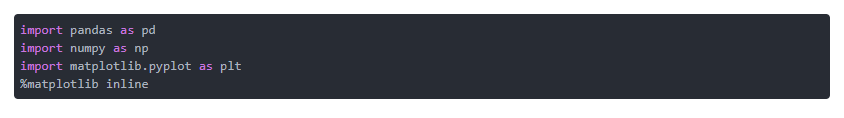 import pandas as pd
import numpy as np
import matplotlib.pyplot as plt
%matplotlib inline